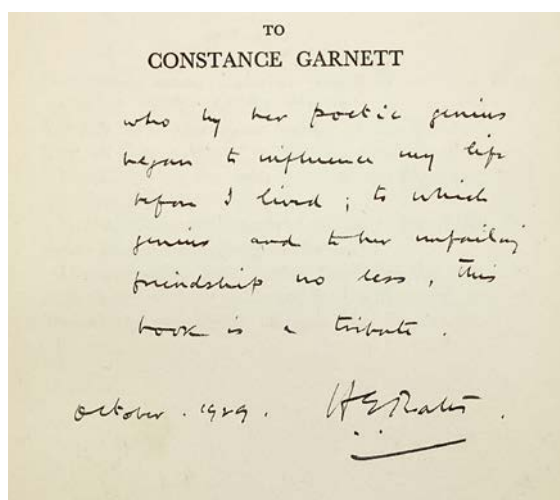 TO
CONSTANCE GARNETT
who by her poetic genius
began to influence my life
before I lived ; to which
genius and to her unfailing
friendship no less, this
book is a tribute .
October . 1929 . H E Bates .